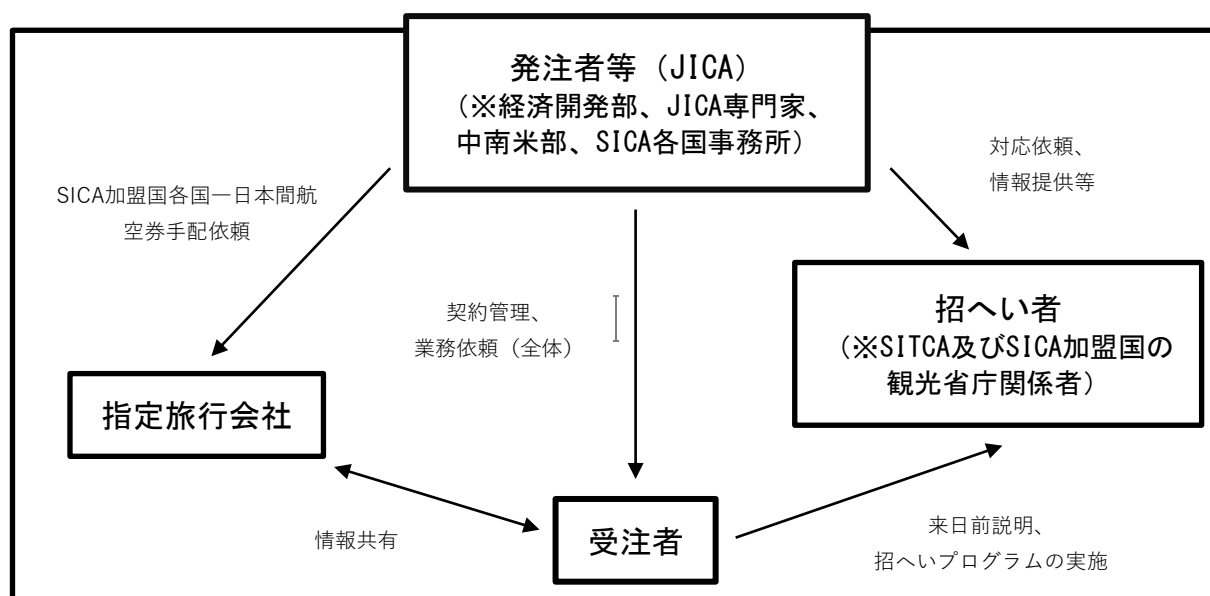 発注者等（JICA）
（※経済開発部、JICA専門家、
中南米部、SICA各国事務所）
SICA加盟国各国ー日本間航
空券手配依頼
対応依頼、
情報提供等
契約管理、
業務依頼（全体）
招へい者
（※SITCA及びSICA加盟国の
観光省庁関係者）
指定旅行会社
情報共有
受注者
来日前説明、
招へいプログラムの実施